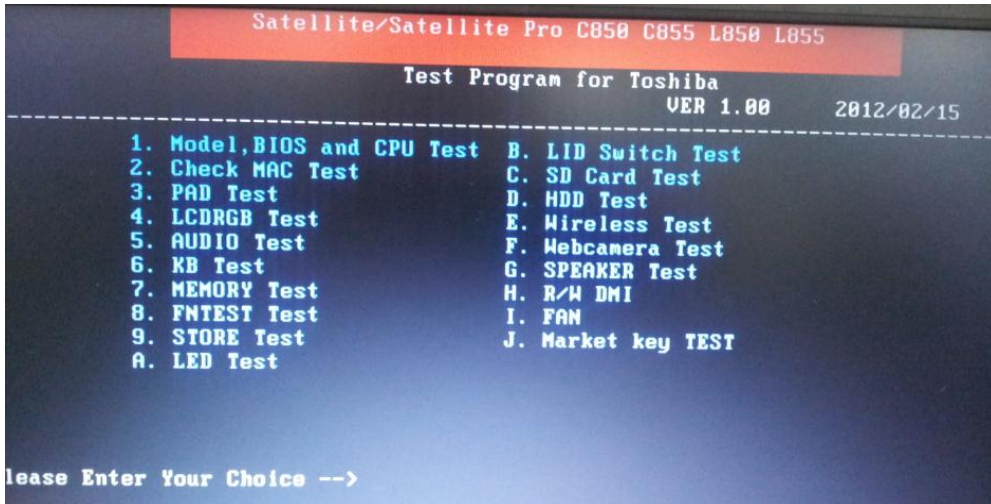 Satellite/Satellite Pro C850 C855 L850 L855
Test Program for Toshiba
VER 1.00 2012/02/15
1. Model,BIOS and CPU Test
2. Check MAC Test
3. PAD Test
4. LCDRGB Test
5. AUDIO Test
6. KB Test
7. MEMORY Test
8. FNTEST Test
9. STORE Test
A. LED Test
B. LID Switch Test
C. SD Card Test
D. HDD Test
E. Wireless Test
F. Webcamera Test
G. SPEAKER Test
H. R/W DMI
I. FAN
J. Market key TEST
lease Enter Your Choice -->